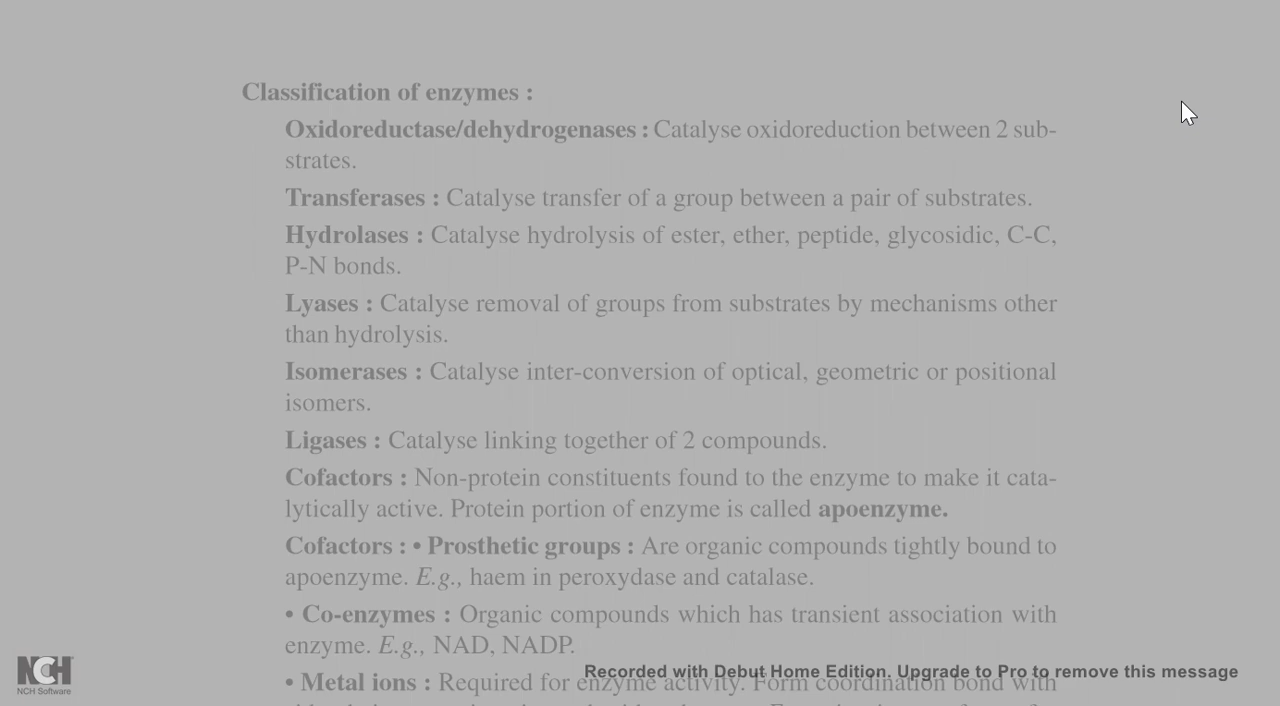 Classification of enzymes :
Oxidoreductase/dehydrogenases : Catalyse oxidoreduction between 2 sub-
strates.
Transferases : Catalyse transfer of a group between a pair of substrates.
Hydrolases : Catalyse hydrolysis of ester, ether, peptide, glycosidic, C-C,
P-N bonds.
Lyases : Catalyse removal of groups from substrates by mechanisms other
than hydrolysis.
Isomerases : Catalyse inter-conversion of optical, geometric or positional
isomers.
Ligases : Catalyse linking together of 2 compounds.
Cofactors : Non-protein constituents found to the enzyme to make it cata-
lytically active. Protein portion of enzyme is called apoenzyme.
Cofactors : • Prosthetic groups : Are organic compounds tightly bound to
apoenzyme. E.g., haem in peroxydase and catalase.
• Co-enzymes : Organic compounds which has transient association with
enzyme. E.g., NAD, NADP.
Recorded with Debut Home Edition. Upgrade to Pro to remove this message
• Metal ions : Required for enzyme activity. Form coordination bond with
NCH
NCH Software